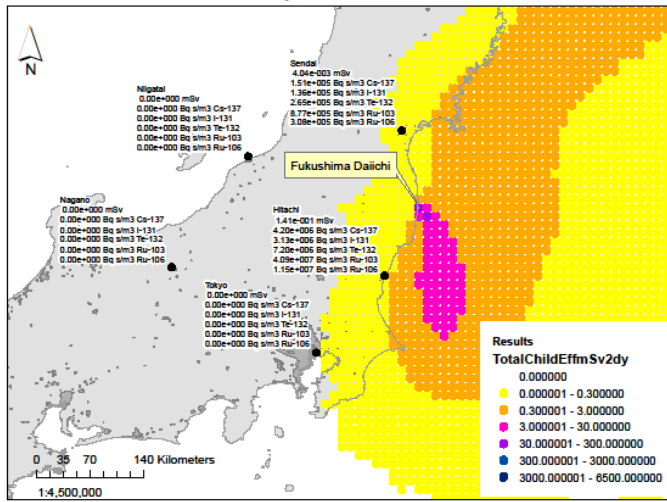 N
Niigatai
0.00e+000 mSv
0.00e+000 Bq s/m3 Cs-137
0.00e+000 Bq s/m3 I-131
0.00e+000 Bq s/m3 Te-132
0.00e+000 Bq s/m3 Ru-103
0.00e+000 Bq s/m3 Ru-106
Sendai
4.04e-003 mSv
1.51e+005 Bq s/m3 Cs-137
1.36e+005 Bq s/m3 I-131
2.65e+005 Bq s/m3 Te-132
8.77e+005 Bq s/m3 Ru-103
3.08e+005 Bq s/m3 Ru-106
Fukushima Daiichi
Nagano
0.00e+000 mSv
0.00e+000 Bq s/m3 Cs-137
0.00e+000 Bq s/m3 I-131
0.00e+000 Bq s/m3 Te-132
0.00e+000 Bq s/m3 Ru-103
0.00e+000 Bq s/m3 Ru-106
Hitachi
1.41e-001 mSv
4.20e+006 Bq s/m3 Cs-137
3.13e+006 Bq s/m3 I-131
7.20e+006 Bq s/m3 Te-132
4.09e+007 Bq s/m3 Ru-103
1.15e+007 Bq s/m3 Ru-106
Tokyo
0.00e+000 mSv
0.00e+000 Bq s/m3 Cs-137
0.00e+000 Bq s/m3 I-131
0.00e+000 Bq s/m3 Te-132
0.00e+000 Bq s/m3 Ru-103
0.00e+000 Bq s/m3 Ru-106
Results
TotalChildEffmSv2dy
0.000000
0.000001 - 0.300000
0.300001 - 3.000000
3.000001 - 30.000000
30.000001 - 300.000000
300.000001 - 3000.000000
3000.000001 - 6500.000000
0 35 70 140 Kilometers
1:4,500,000